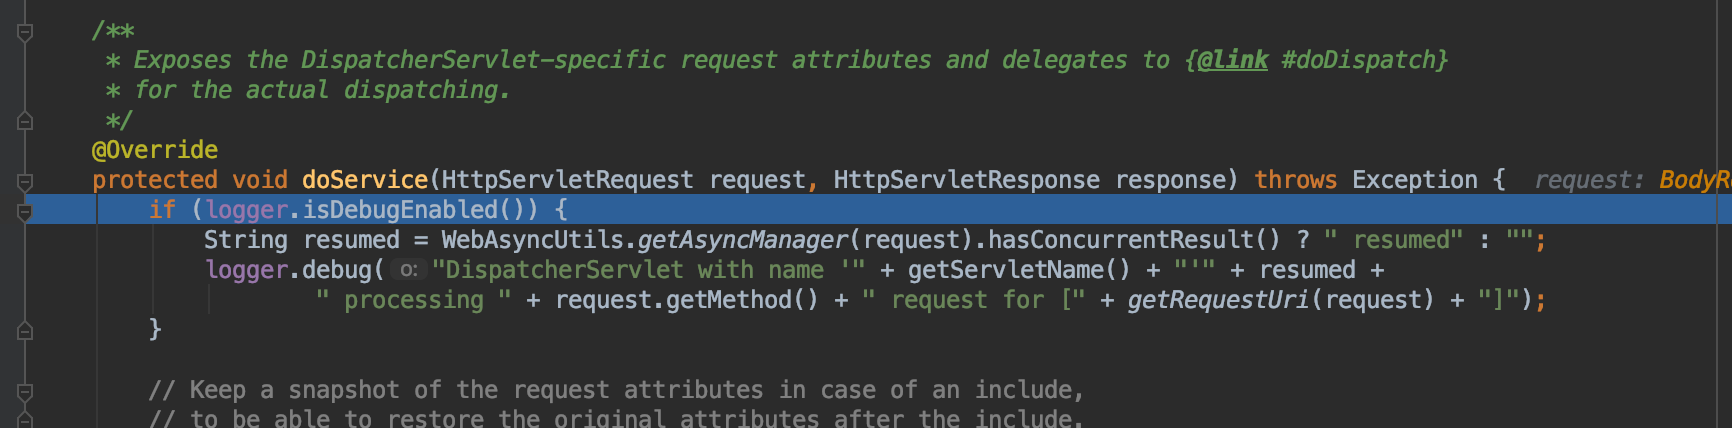 /**
* Exposes the DispatcherServlet-specific request attributes and delegates to {@link #doDispatch}
* for the actual dispatching.
*/
@Override
protected void doService(HttpServletRequest request, HttpServletResponse response) throws Exception { request: BodyR
if (logger.isDebugEnabled()) {
String resumed = WebAsyncUtils.getAsyncManager(request).hasConcurrentResult() ? " resumed" : "";
logger.debug( o: "DispatcherServlet with name '" + getServletName() + "'" + resumed +
" processing " + request.getMethod() + " request for [" + getRequestUri(request) + "]");
}
// Keep a snapshot of the request attributes in case of an include,
// to be able to restore the original attributes after the include.